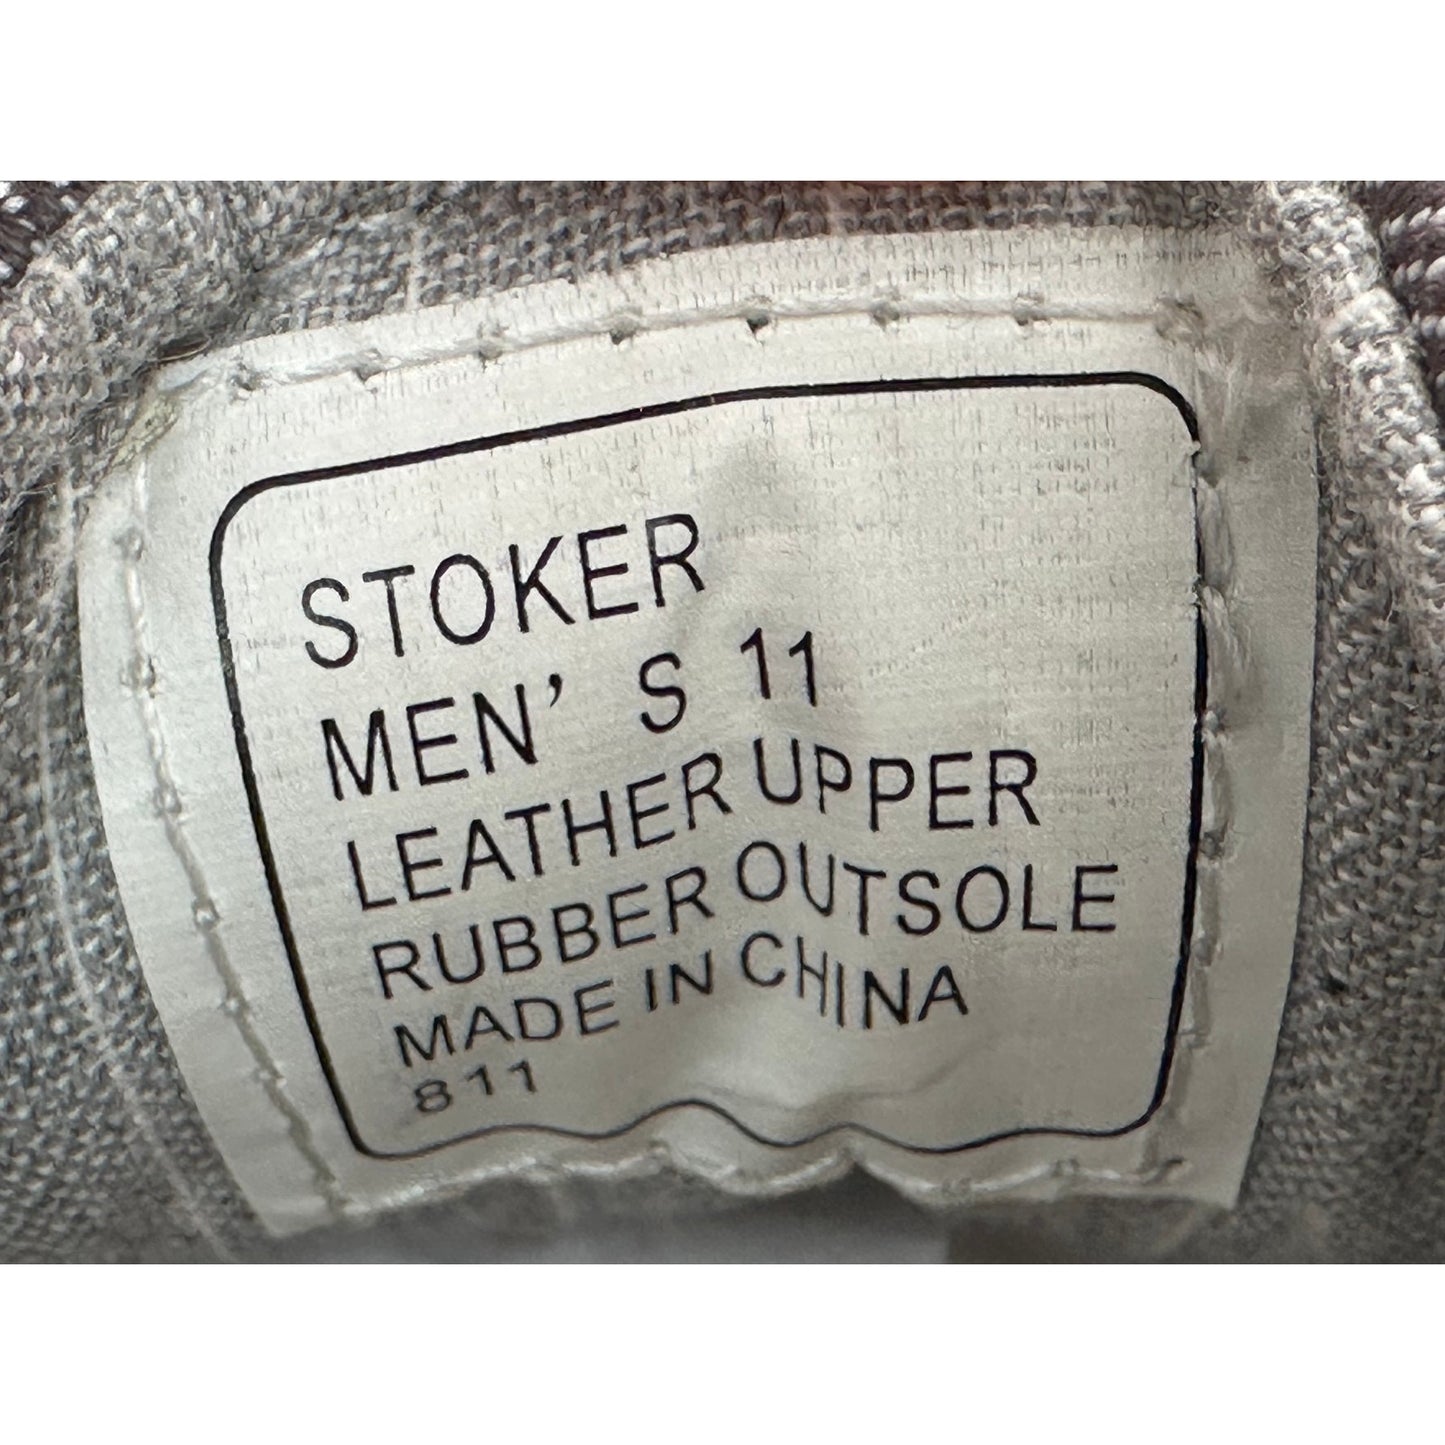 STOKER
MEN' S 11
LEATHER UPPER
RUBBER OUTSOLE
MADE IN CHINA
811